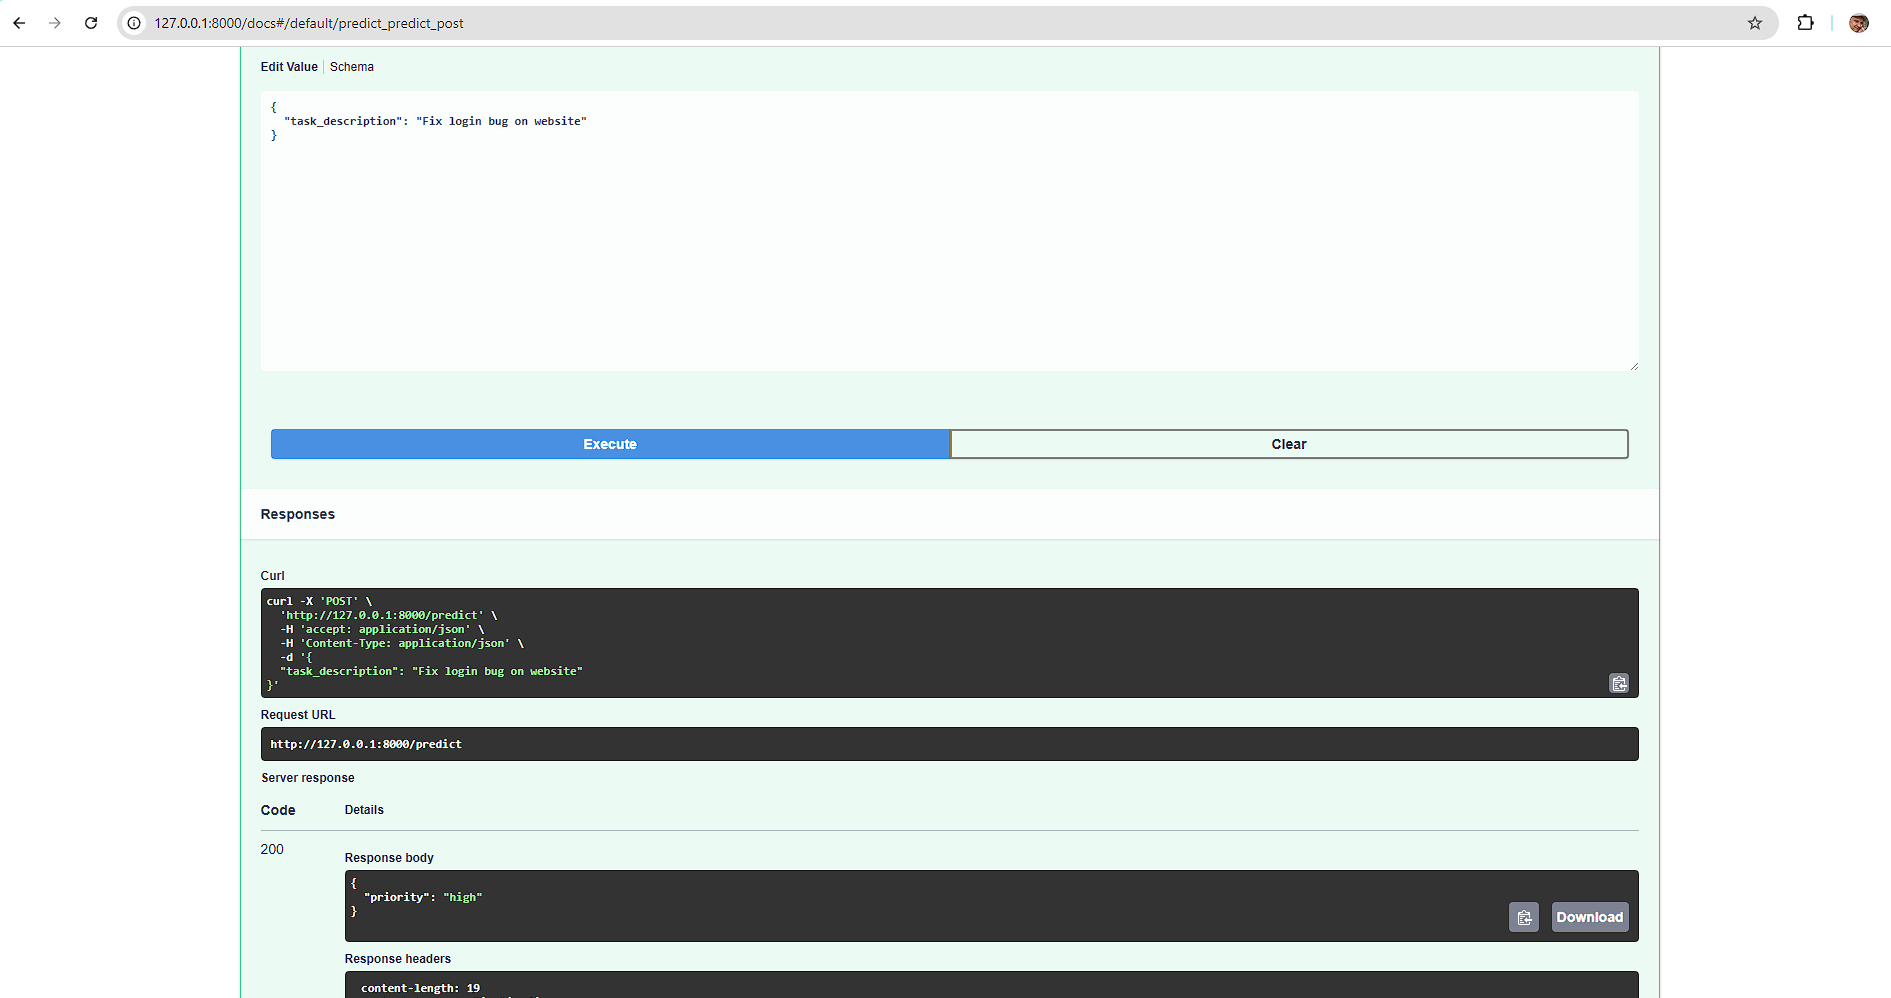 127.0.0.1:8000/docs#/default/predict_predict_post
Edit Value | Schema
{
  "task_description": "Fix login bug on website"
}
Execute
Clear
Responses
Curl
curl -X 'POST' \
  'http://127.0.0.1:8000/predict' \
  -H 'accept: application/json' \
  -H 'Content-Type: application/json' \
  -d '{
  "task_description": "Fix login bug on website"
}'
Request URL
http://127.0.0.1:8000/predict
Server response
Code Details
200
Response body
{
  "priority": "high"
}
Download
Response headers
content-length: 19